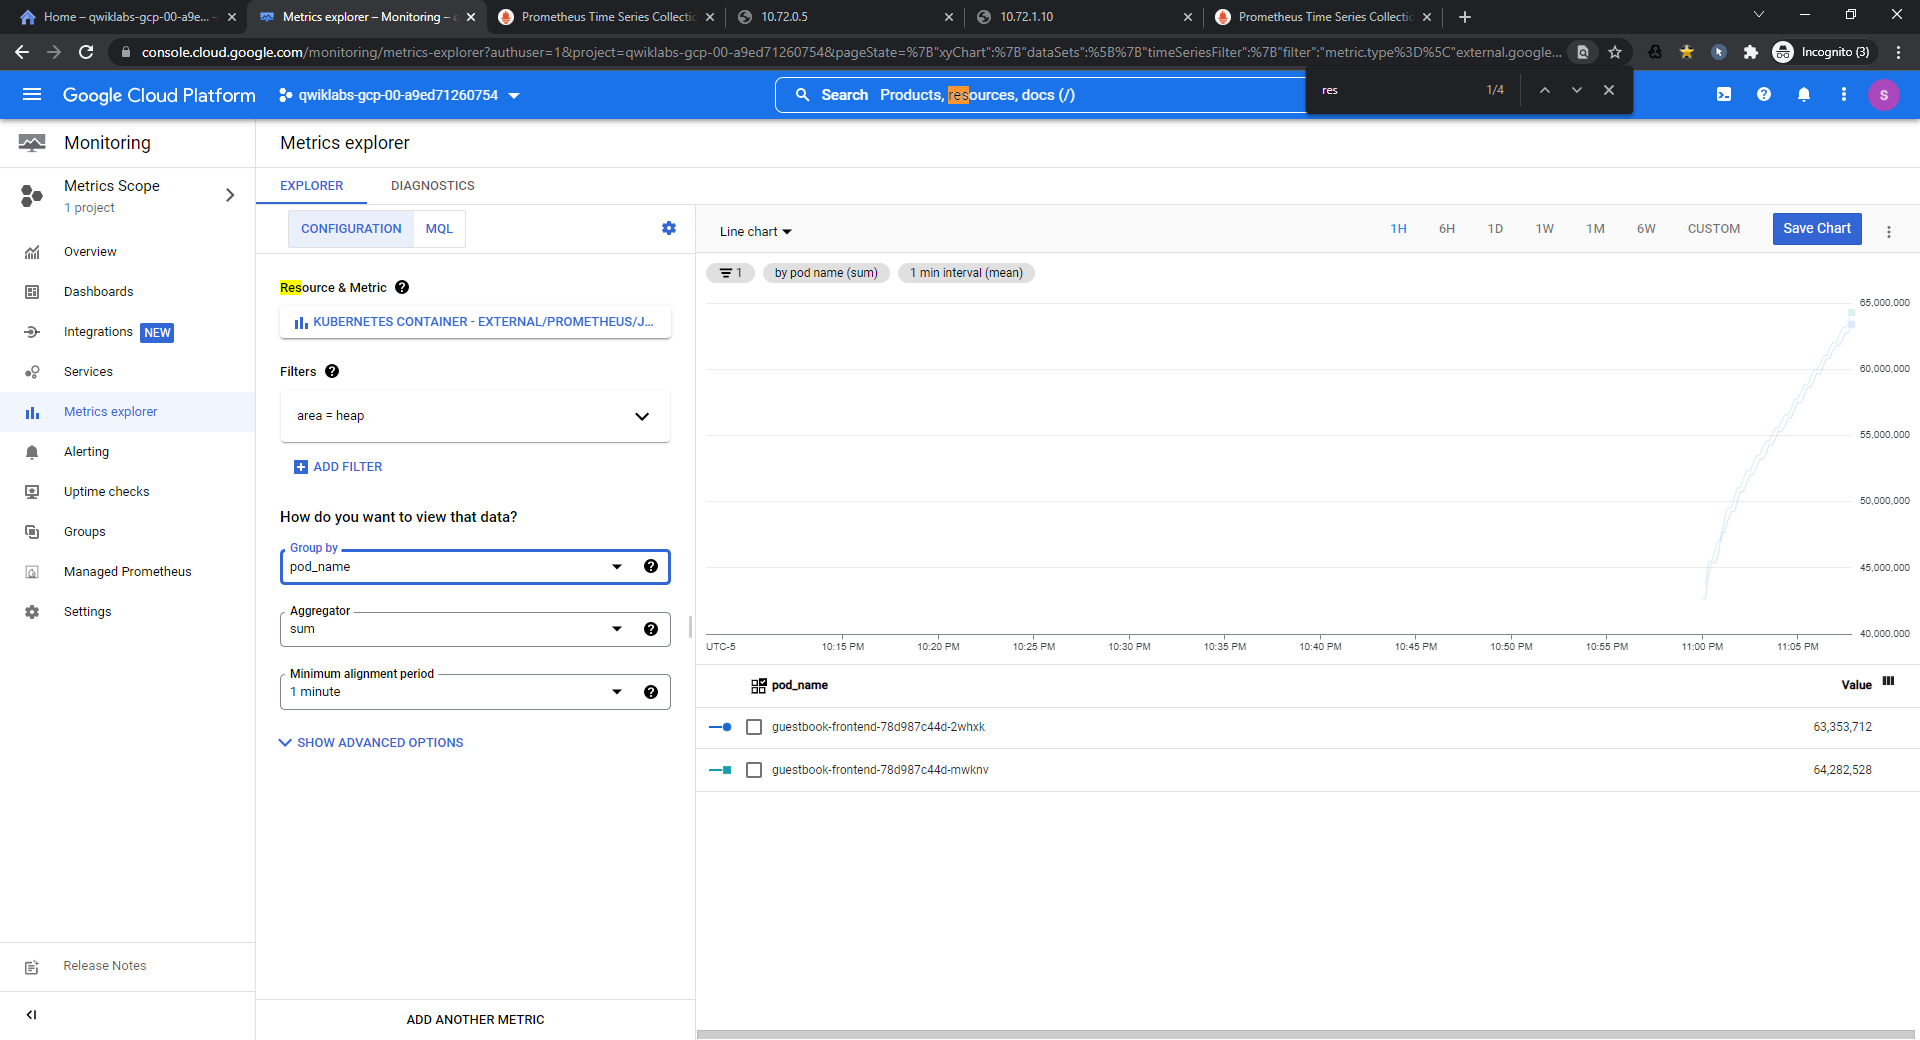 Home – qwiklabs-gcp-00-a9e...
Metrics explorer – Monitoring – c
Prometheus Time Series Collectio
10.72.0.5
10.72.1.10
Prometheus Time Series Collectio
console.cloud.google.com/monitoring/metrics-explorer?authuser=1&project=qwiklabs-gcp-00-a9ed71260754&pageState=%7B"xyChart":%7B"dataSets":%5B%7B"timeSeriesFilter":%7B"filter":"metric.type%3D%5C"external.google...
Incognito (3)
Google Cloud Platform
qwiklabs-gcp-00-a9ed71260754
Search Products, resources, docs (/)
res
1/4
S
Monitoring
Metrics Scope
1 project
Overview
Dashboards
Integrations NEW
Services
Metrics explorer
Alerting
Uptime checks
Groups
Managed Prometheus
Settings
Release Notes
Metrics explorer
EXPLORER
DIAGNOSTICS
CONFIGURATION
MQL
Resource & Metric
KUBERNETES CONTAINER - EXTERNAL/PROMETHEUS/J...
Filters
area = heap
ADD FILTER
How do you want to view that data?
Group by
pod_name
Aggregator
sum
Minimum alignment period
1 minute
SHOW ADVANCED OPTIONS
ADD ANOTHER METRIC
Line chart
1H 6H 1D 1W 1M 6W CUSTOM
Save Chart
1
by pod name (sum)
1 min interval (mean)
65,000,000
60,000,000
55,000,000
50,000,000
45,000,000
40,000,000
UTC-5 10:15 PM 10:20 PM 10:25 PM 10:30 PM 10:35 PM 10:40 PM 10:45 PM 10:50 PM 10:55 PM 11:00 PM 11:05 PM
pod_name Value
guestbook-frontend-78d987c44d-2whxk 63,353,712
guestbook-frontend-78d987c44d-mwknv 64,282,528